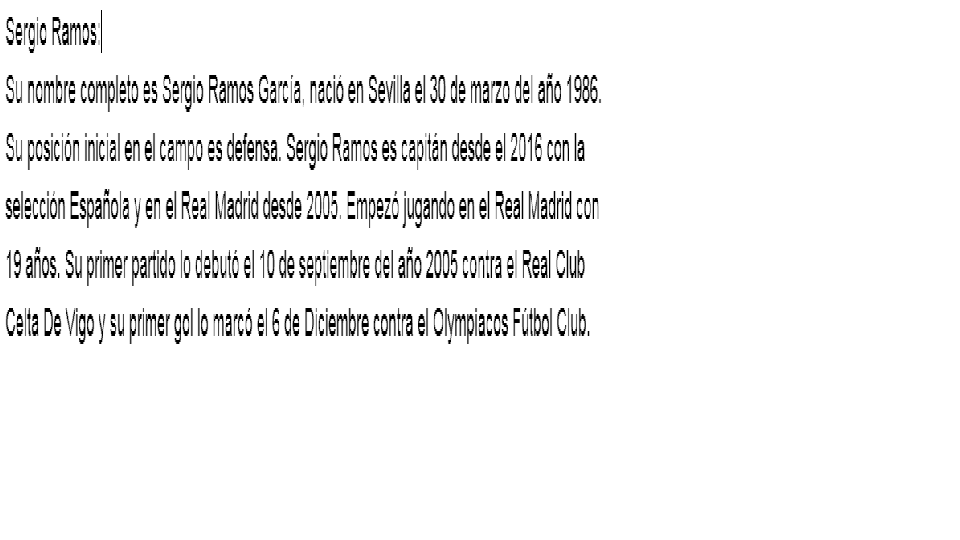 Sergio Ramos:
Su nombre completo es Sergio Ramos García, nació en Sevilla el 30 de marzo del año 1986.
Su posición inicial en el campo es defensa. Sergio Ramos es capitán desde el 2016 con la
selección Española y en el Real Madrid desde 2005. Empezó jugando en el Real Madrid con
19 años. Su primer partido lo debutó el 10 de septiembre del año 2005 contra el Real Club
Celta De Vigo y su primer gol lo marcó el 6 de Diciembre contra el Olympiacos Fútbol Club.